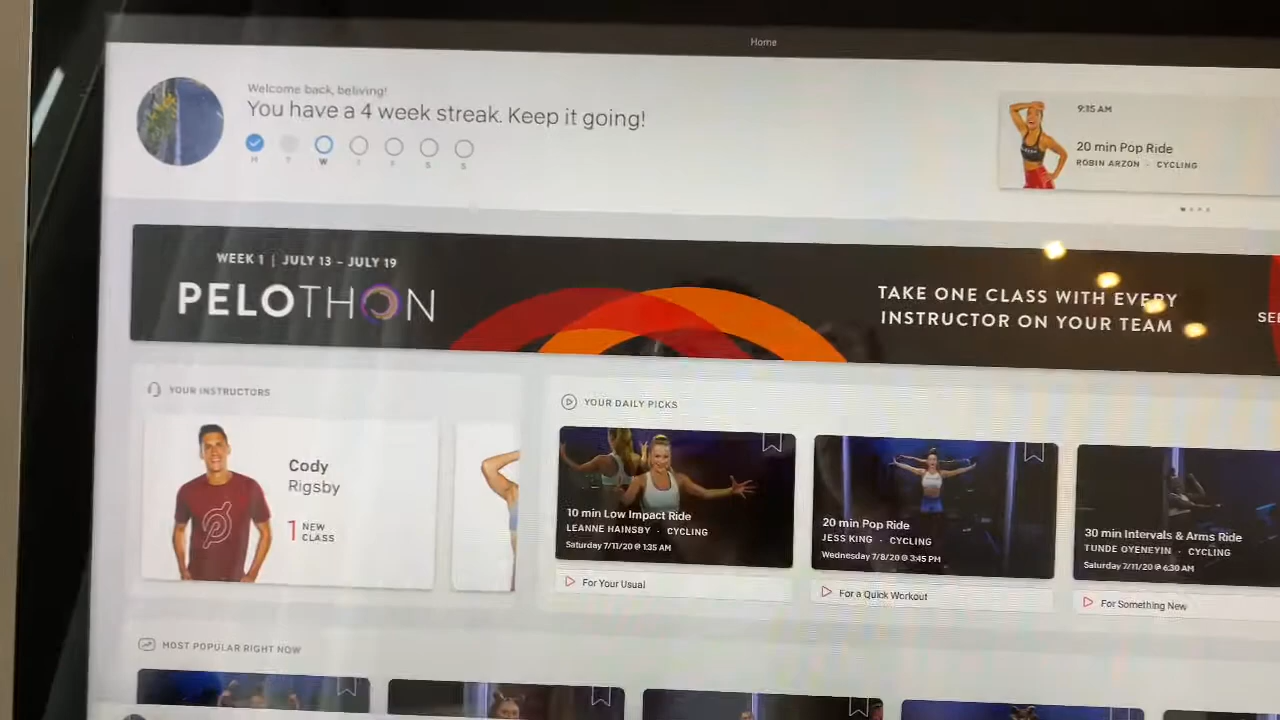 Home
Welcome back, beliving!
You have a 4 week streak. Keep it going!
M T W T F S S
9:15 AM
20 min Pop Ride
ROBIN ARZON · CYCLING
WEEK 1 | JULY 13 – JULY 19
PELOTHON
TAKE ONE CLASS WITH EVERY
INSTRUCTOR ON YOUR TEAM
YOUR INSTRUCTORS
Cody
Rigsby
1 NEW
CLASS
YOUR DAILY PICKS
10 min Low Impact Ride
LEANNE HAINSBY · CYCLING
Saturday 7/11/20 @ 1:35 AM
For Your Usual
20 min Pop Ride
JESS KING · CYCLING
Wednesday 7/8/20 @ 3:45 PM
For a Quick Workout
30 min Intervals & Arms Ride
TUNDE OYENEYIN · CYCLING
Saturday 7/11/20 @ 6:30 AM
For Something New
MOST POPULAR RIGHT NOW